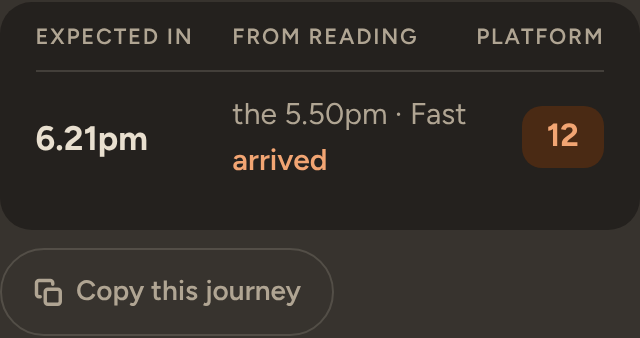 EXPECTED IN FROM READING PLATFORM
6.21pm the 5.50pm · Fast 12
arrived
Copy this journey